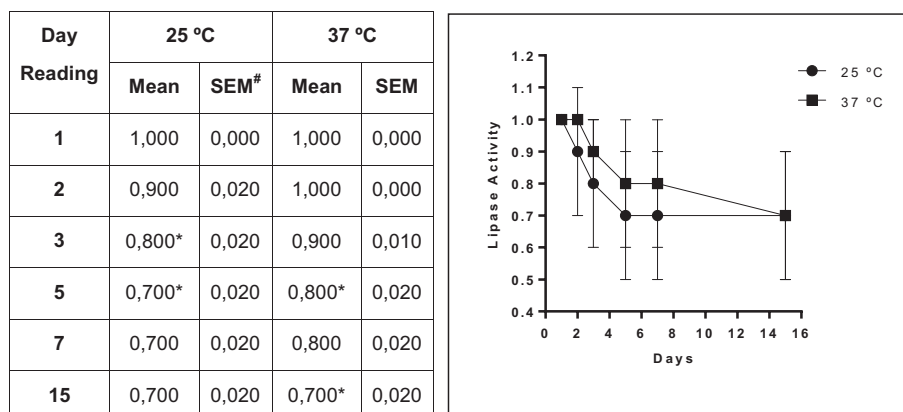 Day Reading 25 ºC 37 ºC
Mean SEM# Mean SEM
1 1,000 0,000 1,000 0,000
2 0,900 0,020 1,000 0,000
3 0,800* 0,020 0,900 0,010
5 0,700* 0,020 0,800* 0,020
7 0,700 0,020 0,800 0,020
15 0,700 0,020 0,700* 0,020
1.2
1.1
1.0
0.9
0.8
0.7
0.6
0.5
0.4
Lipase Activity
0 2 4 6 8 10 12 14 16
Days
25 ºC
37 ºC